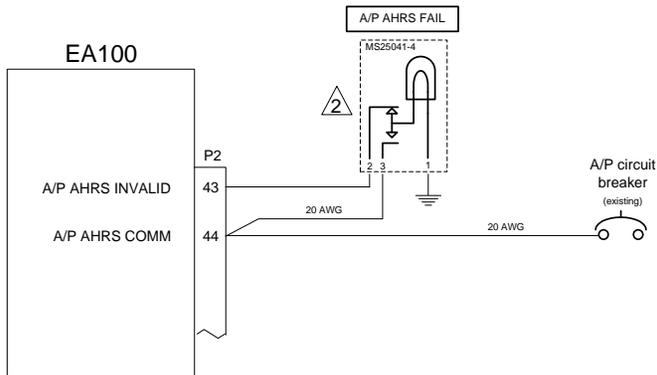 A/P AHRS FAIL
EA100
MS25041-4
2
P2
2 3 1
A/P circuit
breaker
(existing)
A/P AHRS INVALID 43
20 AWG
A/P AHRS COMM 44
20 AWG